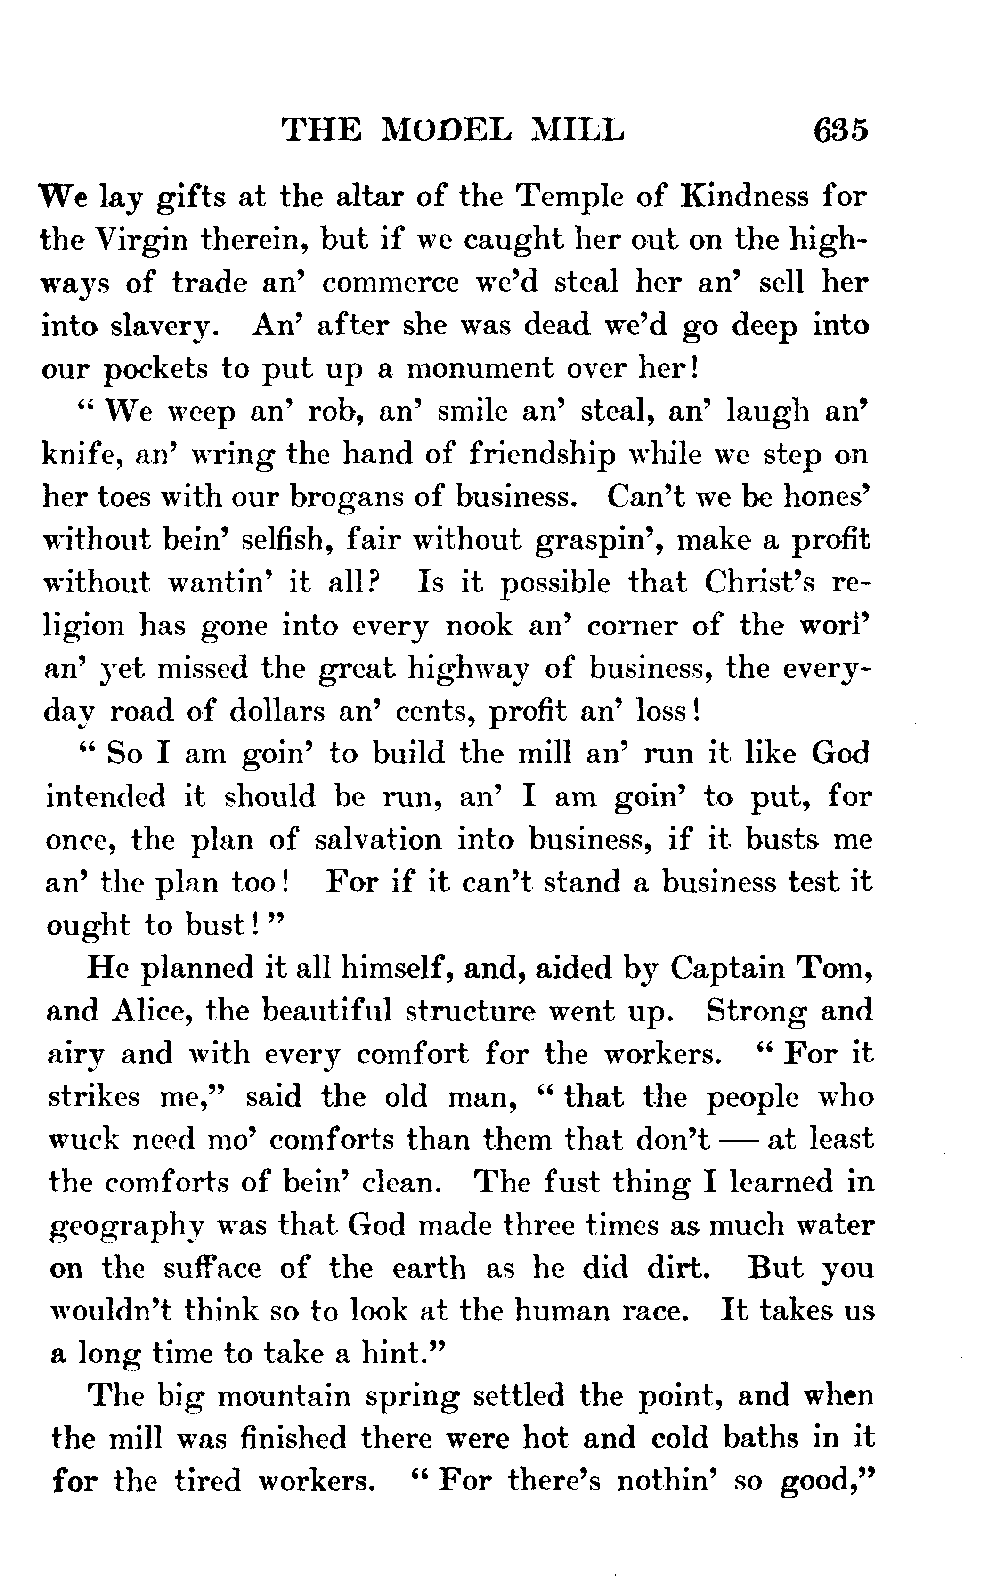 THE MODEL MILL 635
We lay gifts at the altar of the Temple of Kindness for
the Virgin therein, but if we caught her out on the high-
ways of trade an' commerce we'd steal her an' sell her
into slavery. An' after she was dead we'd go deep into
our pockets to put up a monument over her!
" We weep an' rob, an' smile an' steal, an' laugh an'
knife, an' wring the hand of friendship while we step on
her toes with our brogans of business. Can't we be hones'
without bein' selfish, fair without graspin', make a profit
without wantin' it all? Is it possible that Christ's re-
ligion has gone into every nook an' corner of the worl'
an' yet missed the great highway of business, the every-
day road of dollars an' cents, profit an' loss!
" So I am goin' to build the mill an' run it like God
intended it should be run, an' I am goin' to put, for
once, the plan of salvation into business, if it busts me
an' the plan too! For if it can't stand a business test it
ought to bust! "
He planned it all himself, and, aided by Captain Tom,
and Alice, the beautiful structure went up. Strong and
airy and with every comfort for the workers. " For it
strikes me," said the old man, " that the people who
wuck need mo' comforts than them that don't — at least
the comforts of bein' clean. The fust thing I learned in
geography was that God made three times as much water
on the sufface of the earth as he did dirt. But you
wouldn't think so to look at the human race. It takes us
a long time to take a hint."
The big mountain spring settled the point, and when
the mill was finished there were hot and cold baths in it
for the tired workers. " For there's nothin' so good,"